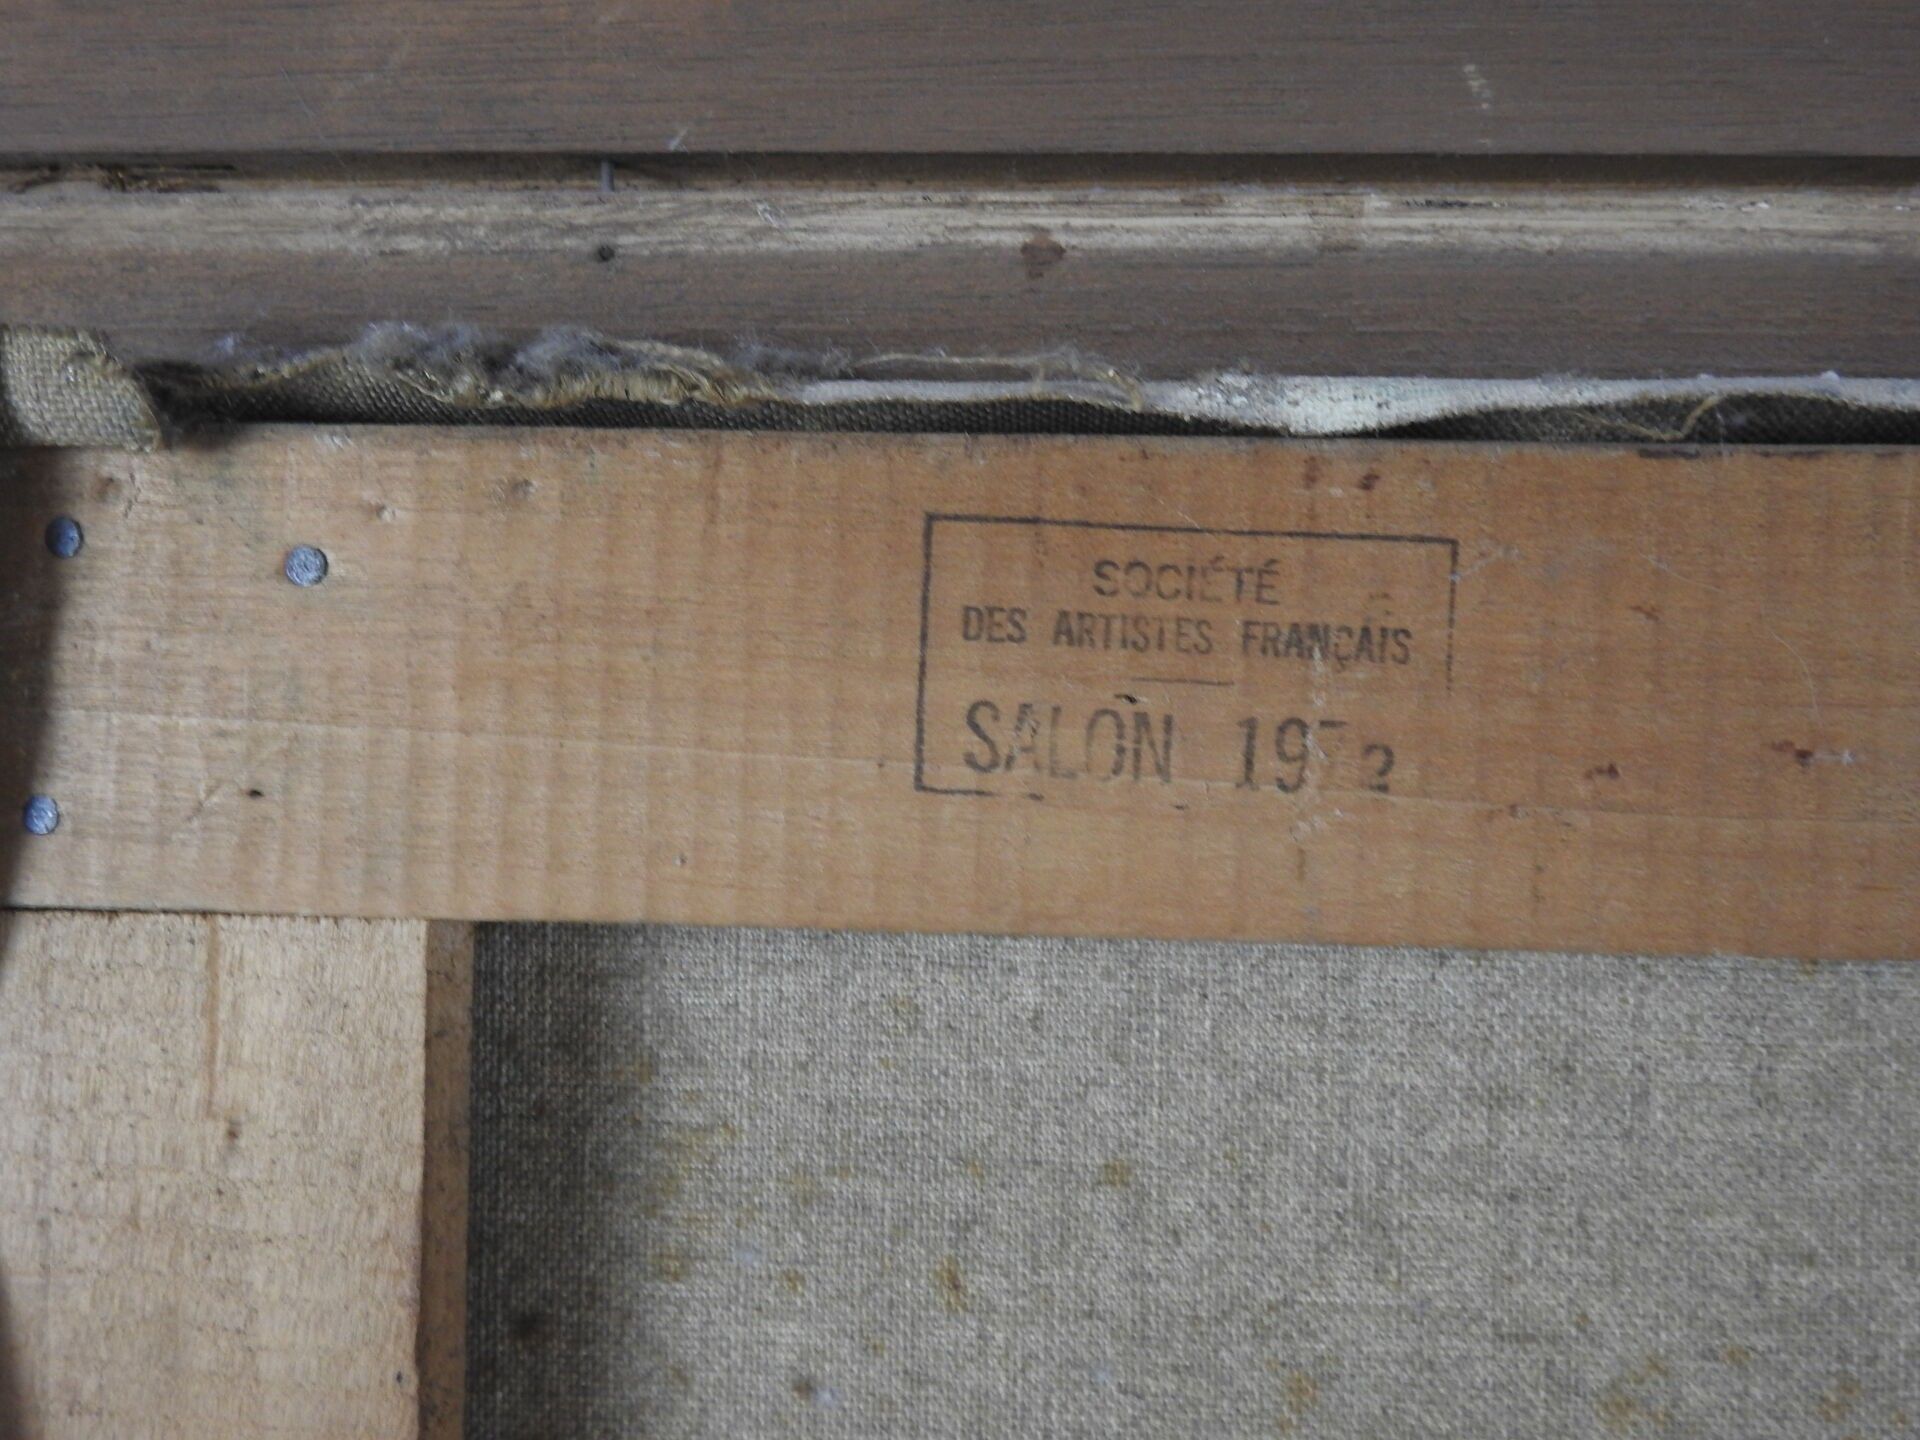 SOCIÉTÉ
DES ARTISTES FRANÇAIS
SALON